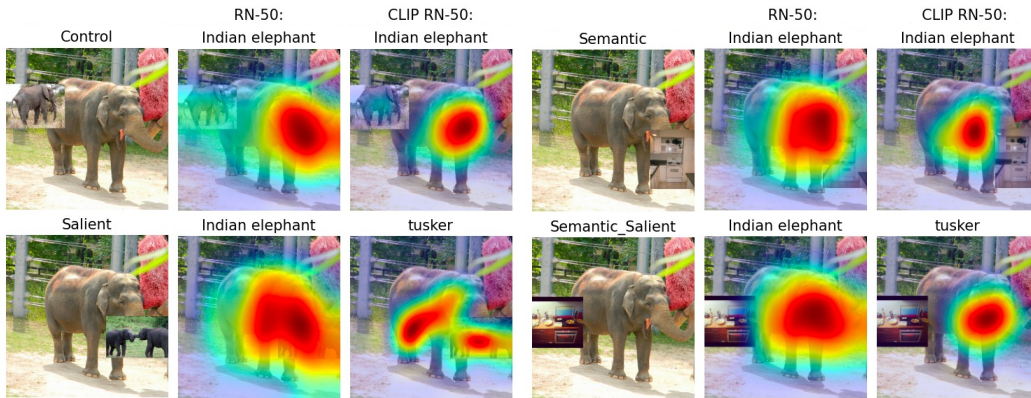 RN-50:
CLIP RN-50:
RN-50:
CLIP RN-50:
Control
Indian elephant
Indian elephant
Semantic
Indian elephant
Indian elephant
Salient
Indian elephant
tusker
Semantic_Salient
Indian elephant
tusker